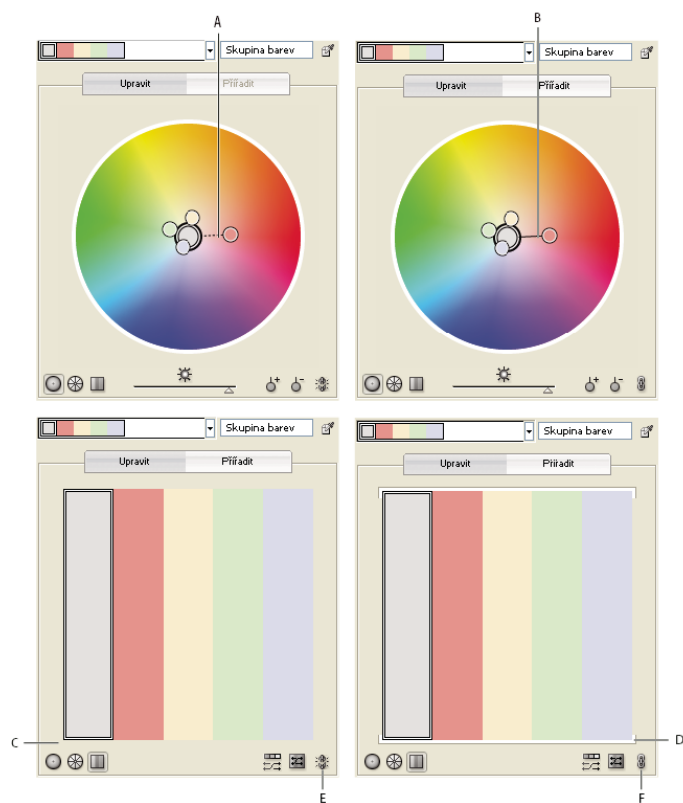 A
B
Skupina barev
Skupina barev
Upravit
Přiřadit
Upravit
Přiřadit
Skupina barev
Skupina barev
Upravit
Přiřadit
Upravit
Přiřadit
C
D
E
F